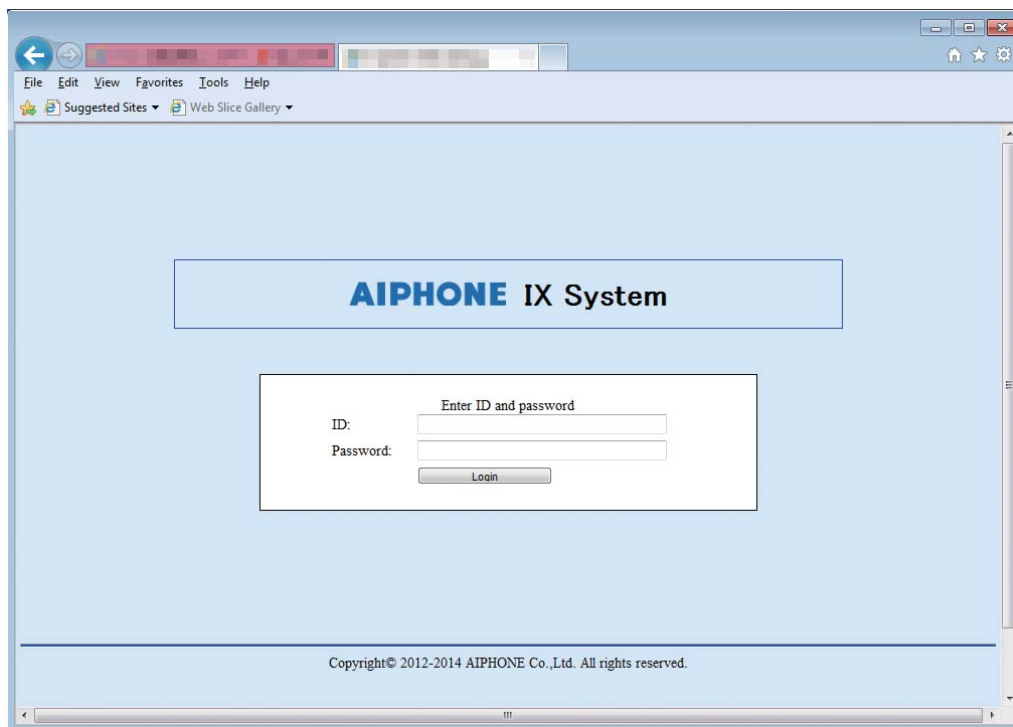 File Edit View Favorites Tools Help
Suggested Sites Web Slice Gallery
AIPHONE IX System
Enter ID and password
ID:
Password:
Login
Copyright© 2012-2014 AIPHONE Co.,Ltd. All rights reserved.